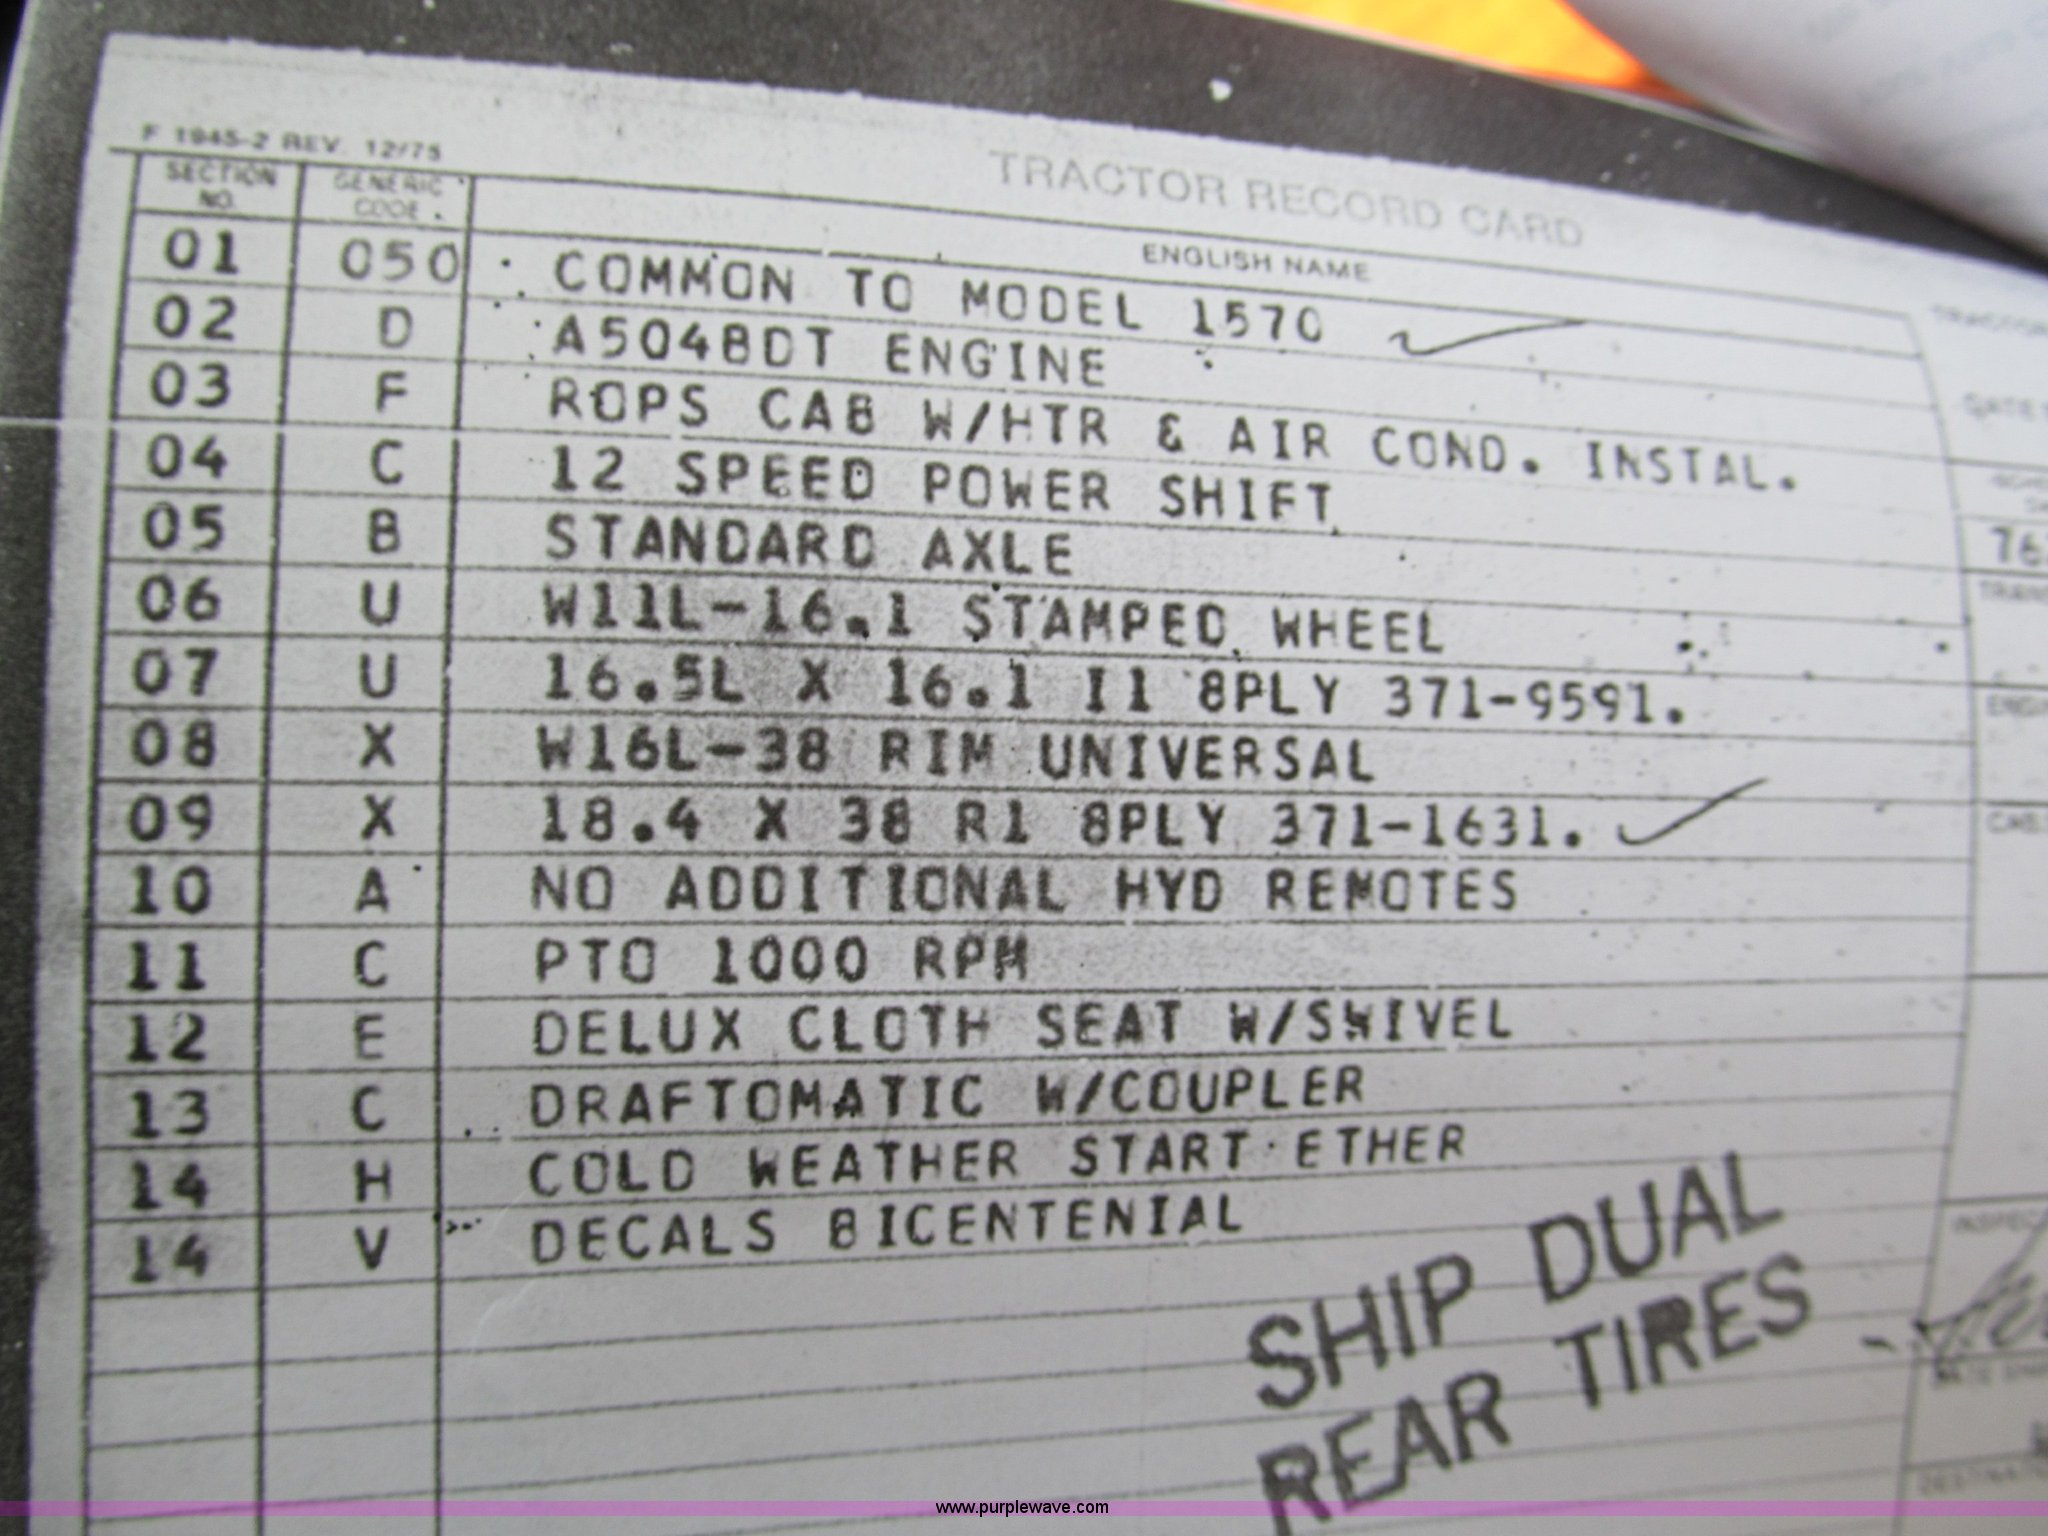 F 1945-2 REV. 12/75
TRACTOR RECORD CARD
SECTION NO.
GENERIC CODE.
ENGLISH NAME
01 050 COMMON TO MODEL 1570
02 D A504BDT ENGINE
03 F ROPS CAB W/HTR & AIR COND. INSTAL.
04 C 12 SPEED POWER SHIFT
05 B STANDARD AXLE
06 U W11L-16.1 STAMPED WHEEL
07 U 16.5L X 16.1 I1 8PLY 371-9591.
08 X W16L-38 RIM UNIVERSAL
09 X 18.4 X 38 R1 8PLY 371-1631.
10 A NO ADDITIONAL HYD REMOTES
11 C PTO 1000 RPM
12 E DELUX CLOTH SEAT W/SWIVEL
13 C DRAFTOMATIC W/COUPLER
14 H COLD WEATHER START ETHER
14 V DECALS BICENTENIAL
SHIP DUAL
REAR TIRES
www.purplewave.com